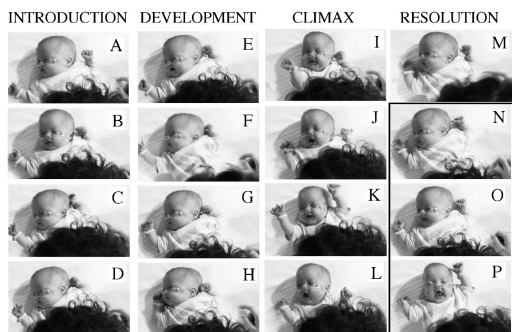 INTRODUCTION DEVELOPMENT CLIMAX RESOLUTION
A E I M
B F J N
C G K O
D H L P